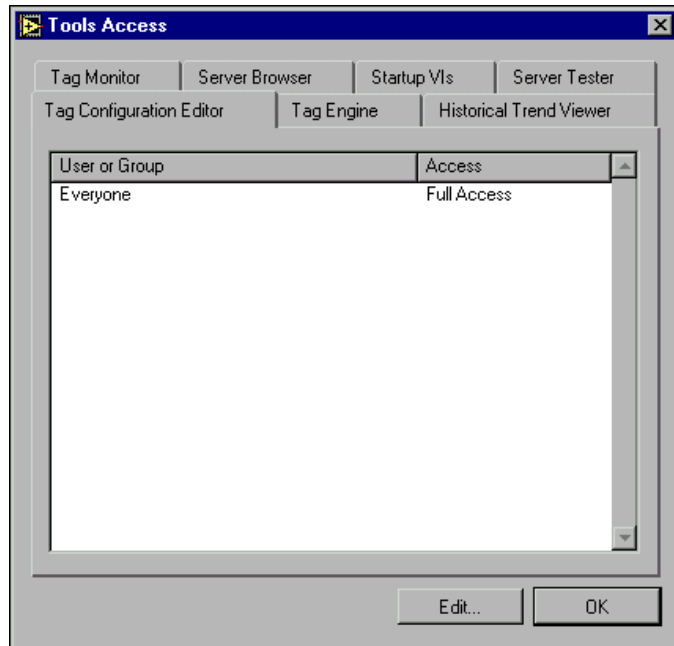 Tools Access
Tag Monitor Server Browser Startup VIs Server Tester
Tag Configuration Editor Tag Engine Historical Trend Viewer
User or Group Access
Everyone Full Access
Edit... OK